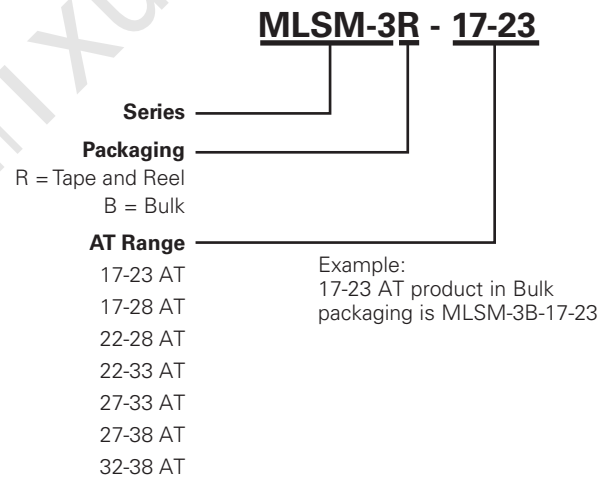 MLSM-3R - 17-23
Series
Packaging
R = Tape and Reel
B = Bulk
AT Range
17-23 AT
17-28 AT
22-28 AT
22-33 AT
27-33 AT
27-38 AT
32-38 AT
Example:
17-23 AT product in Bulk
packaging is MLSM-3B-17-23